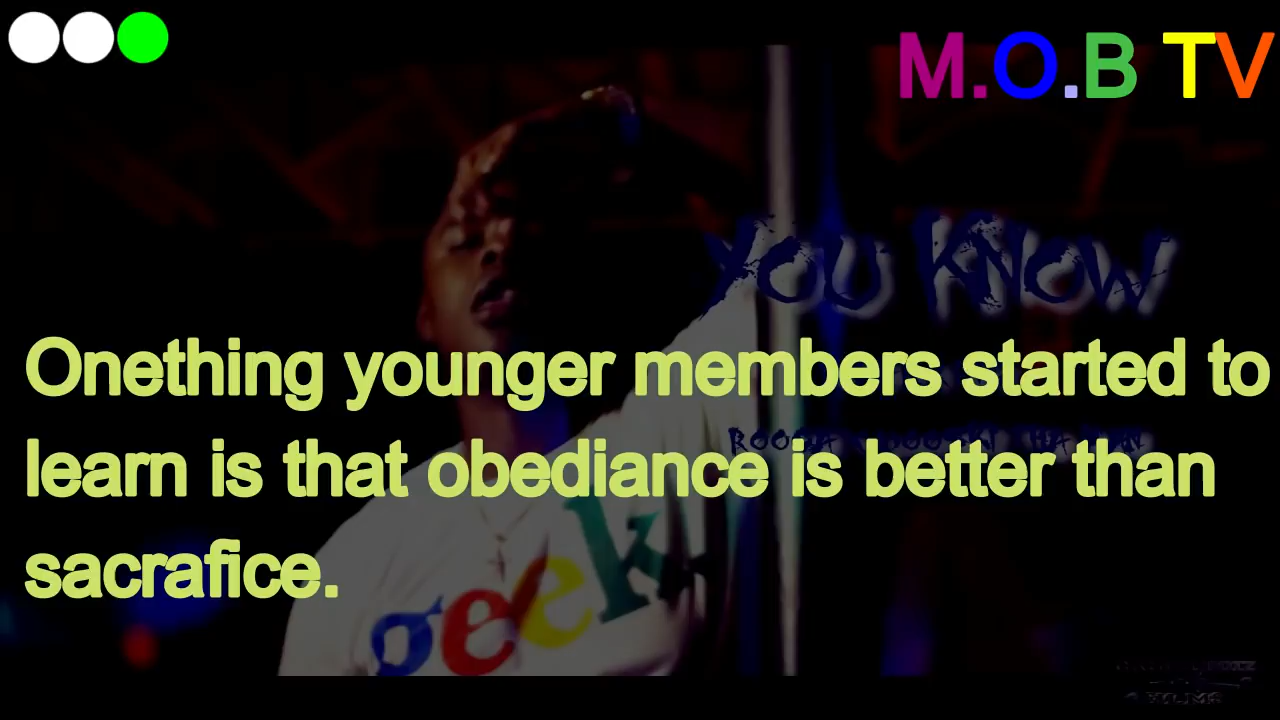 M.O.B TV
YOU KNOW
Onething younger members started to
learn is that obediance is better than
sacrafice.
geek